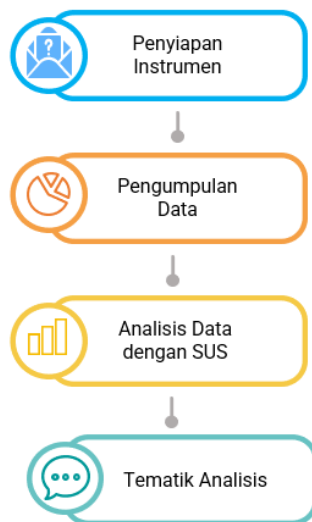 ?
Penyiapan
Instrumen
Pengumpulan
Data
Analisis Data
dengan SUS
Tematik Analisis